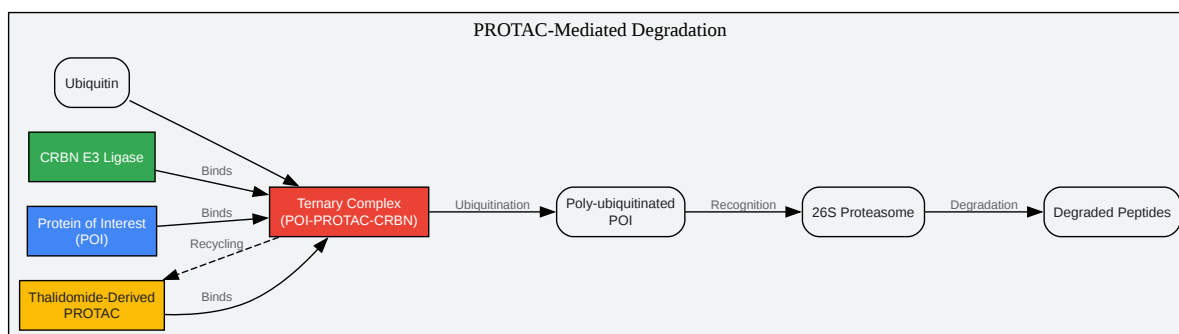 PROTAC-Mediated Degradation
Ubiquitin
CRBN E3 Ligase
Binds
Protein of Interest
(POI)
Binds
Recycling
Thalidomide-Derived
PROTAC
Binds
Ternary Complex
(POI-PROTAC-CRBN)
Ubiquitination
Poly-ubiquitinated
POI
Recognition
26S Proteasome
Degradation
Degraded Peptides